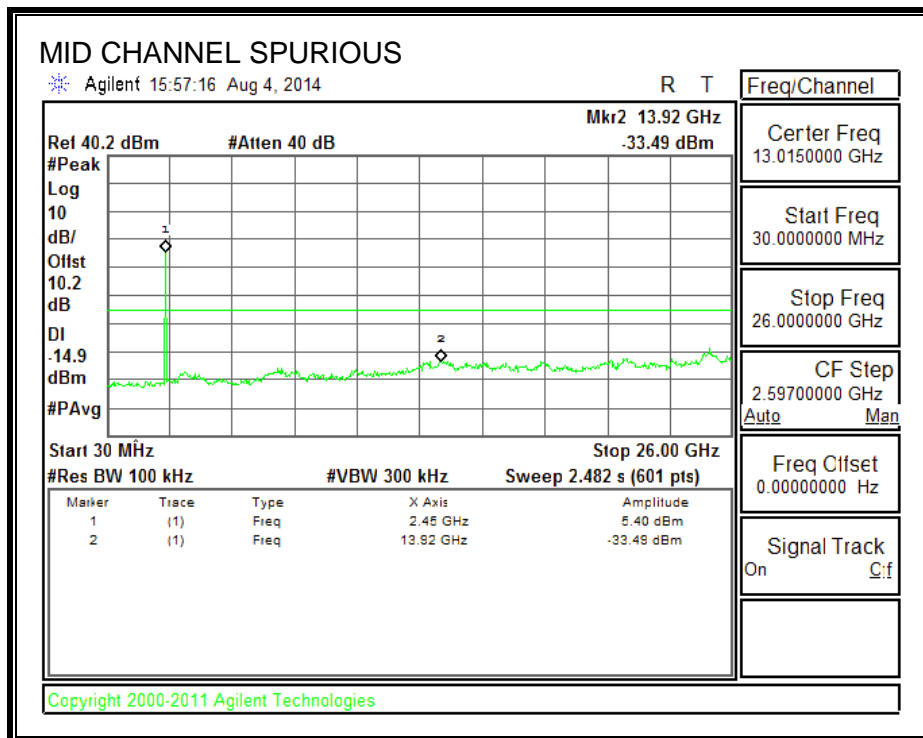 MID CHANNEL SPURIOUS
Agilent 15:57:16 Aug 4, 2014 R T
Mkr2 13.92 GHz
Ref 40.2 dBm #Atten 40 dB -33.49 dBm
#Peak
Log
10
dB/
Offst
10.2
dB
DI
-14.9
dBm
#PAvg
1
2
Start 30 MHz Stop 26.00 GHz
#Res BW 100 kHz #VBW 300 kHz Sweep 2.482 s (601 pts)
Marker Trace Type X Axis Amplitude
1 (1) Freq 2.45 GHz 5.40 dBm
2 (1) Freq 13.92 GHz -33.49 dBm
Copyright 2000-2011 Agilent Technologies
Freq/Channel
Center Freq
13.0150000 GHz
Start Freq
30.0000000 MHz
Stop Freq
26.0000000 GHz
CF Step
2.59700000 GHz
Auto Man
Freq Offset
0.00000000 Hz
Signal Track
On Off